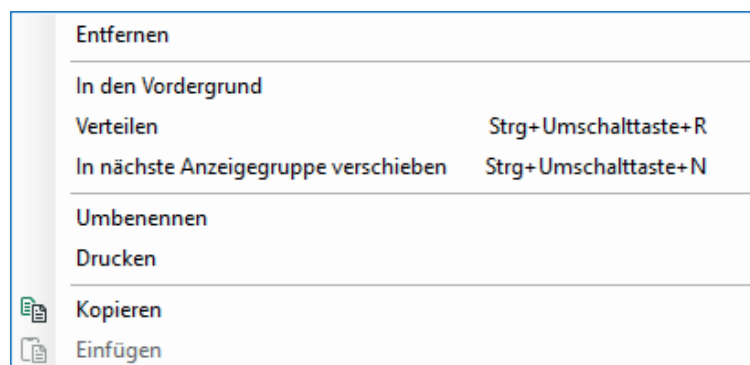 Entfernen
In den Vordergrund
Verteilen Strg+Umschalttaste+R
In nächste Anzeigegruppe verschieben Strg+Umschalttaste+N
Umbenennen
Drucken
Kopieren
Einfügen